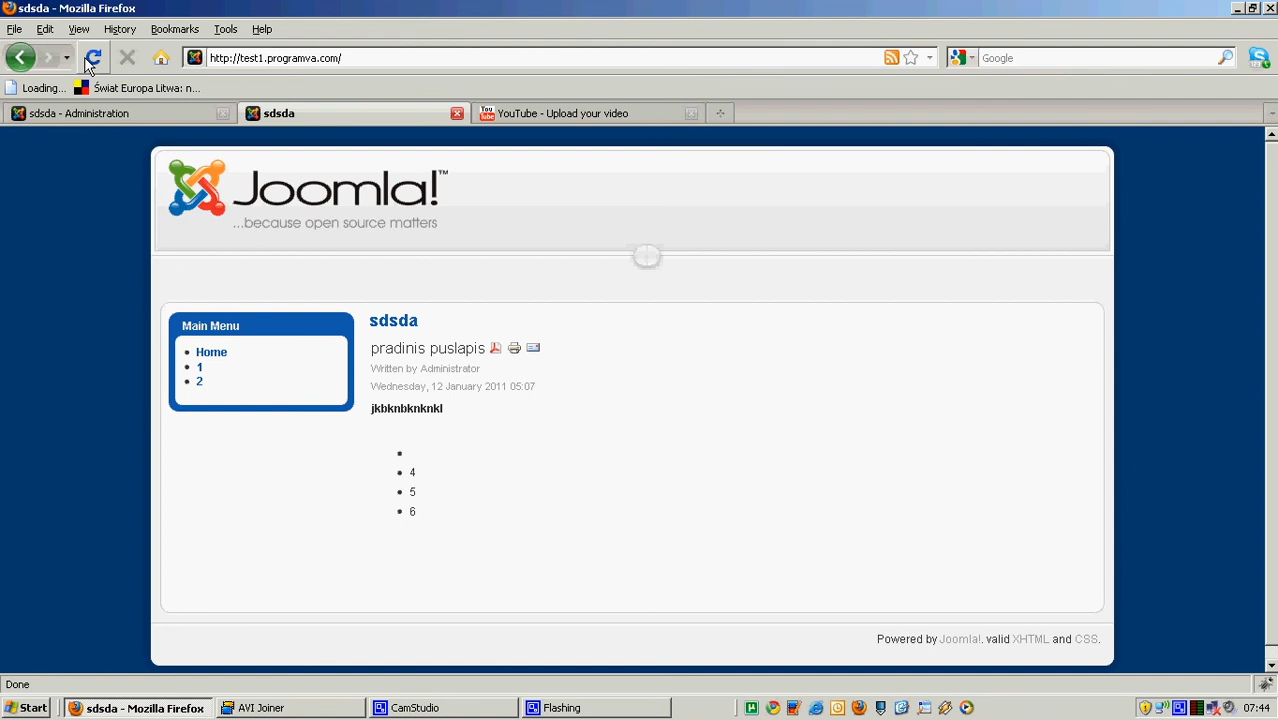 sdsda - Mozilla Firefox
File Edit View History Bookmarks Tools Help
http://test1.programva.com/
Google
Loading... Świat Europa Litwa: n...
sdsda - Administration
sdsda
YouTube - Upload your video
Joomla!™
...because open source matters
Main Menu
Home
1
2
sdsda
pradinis puslapis
Written by Administrator
Wednesday, 12 January 2011 05:07
jkbknbknknkl
4
5
6
Powered by Joomla!. valid XHTML and CSS.
Done
Start sdsda - Mozilla Firefox AVI Joiner CamStudio Flashing 07:44